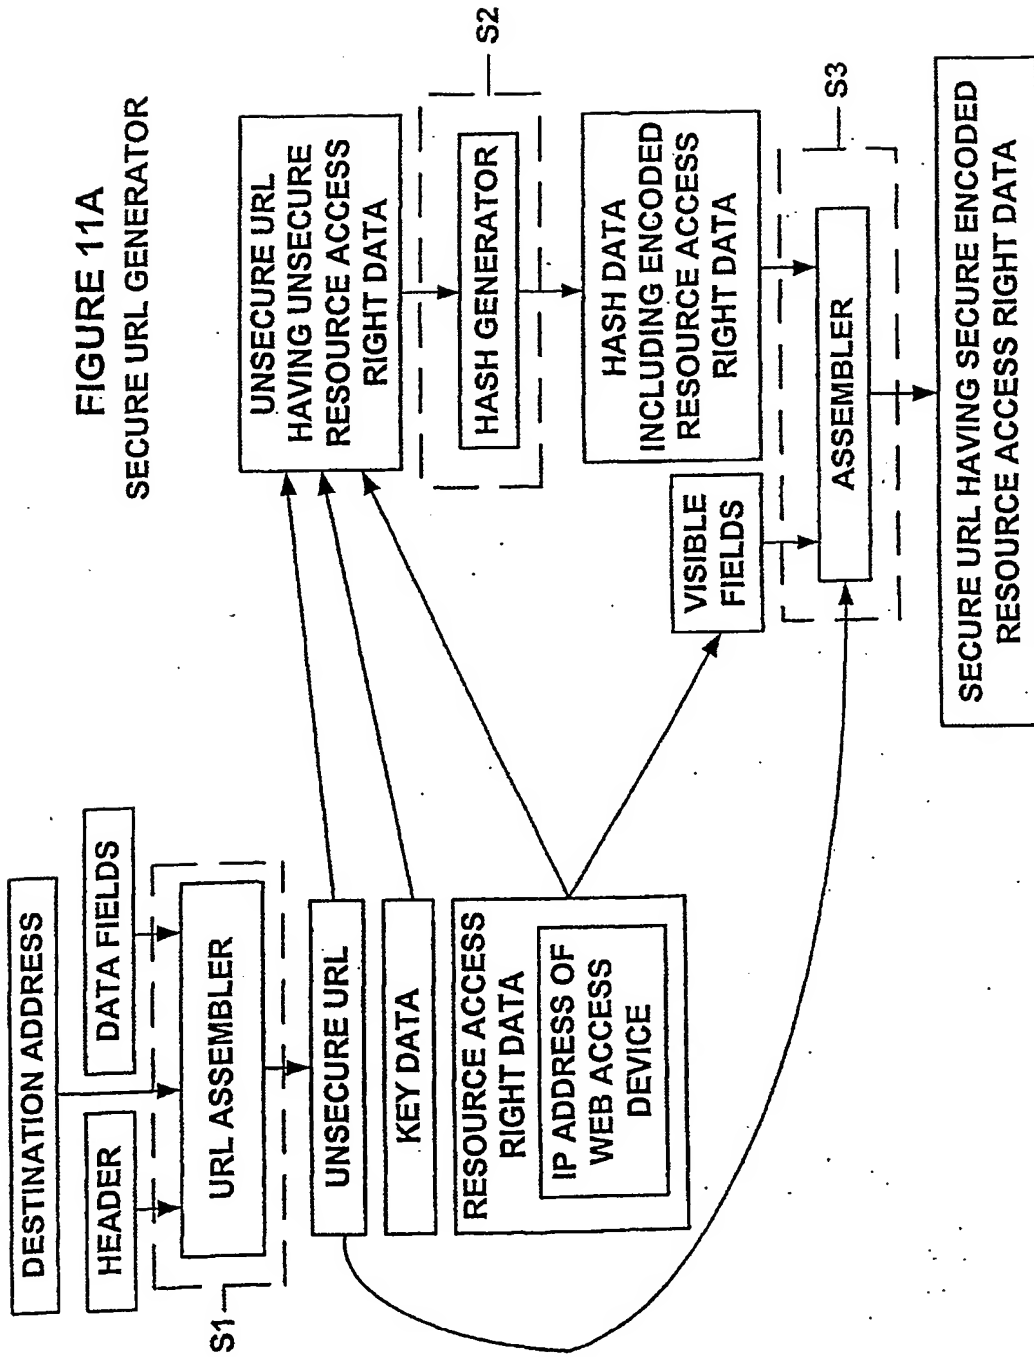 FIGURE 11A
SECURE URL GENERATOR
DESTINATION ADDRESS
HEADER
DATA FIELDS
URL ASSEMBLER
S1
UNSECURE URL
KEY DATA
RESOURCE ACCESS
RIGHT DATA
IP ADDRESS OF
WEB ACCESS
DEVICE
UNSECURE URL
HAVING UNSECURE
RESOURCE ACCESS
RIGHT DATA
HASH GENERATOR
S2
HASH DATA
INCLUDING ENCODED
RESOURCE ACCESS
RIGHT DATA
VISIBLE
FIELDS
ASSEMBLER
S3
SECURE URL HAVING SECURE ENCODED
RESOURCE ACCESS RIGHT DATA